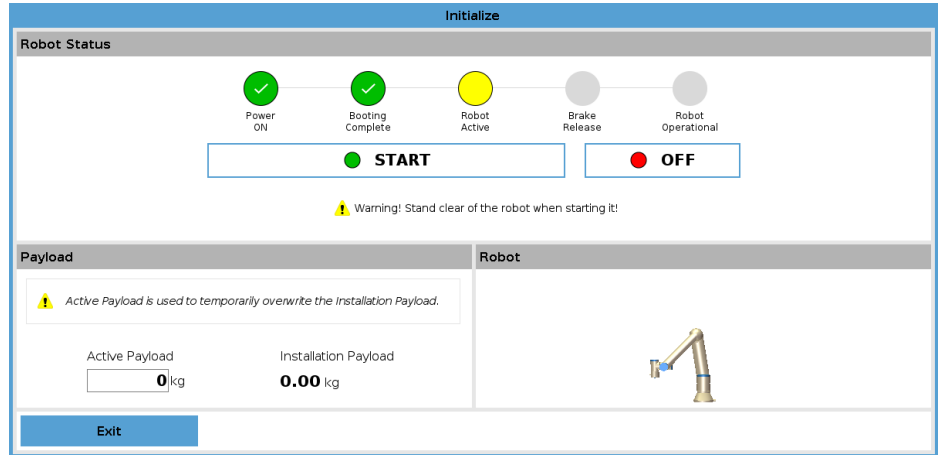 Initialize
Robot Status
Power
ON
Booting
Complete
Robot
Active
Brake
Release
Robot
Operational
START
OFF
Warning! Stand clear of the robot when starting it!
Payload
Robot
Active Payload is used to temporarily overwrite the Installation Payload.
Active Payload
Installation Payload
0 kg
0.00 kg
Exit